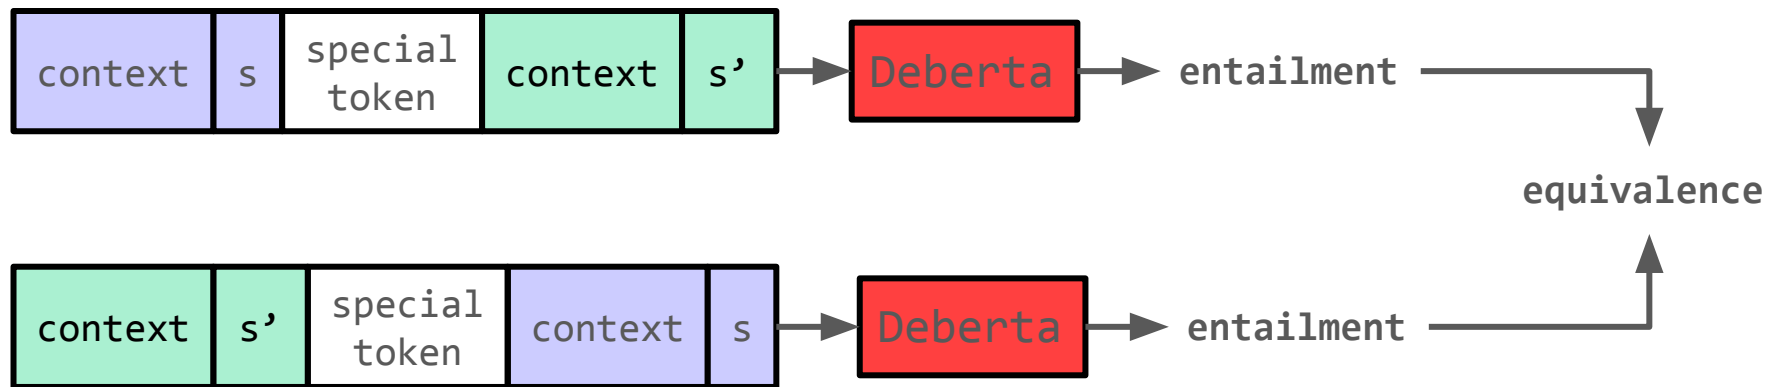 context s special token context s’ Deberta entailment
equivalence
context s’ special token context s Deberta entailment